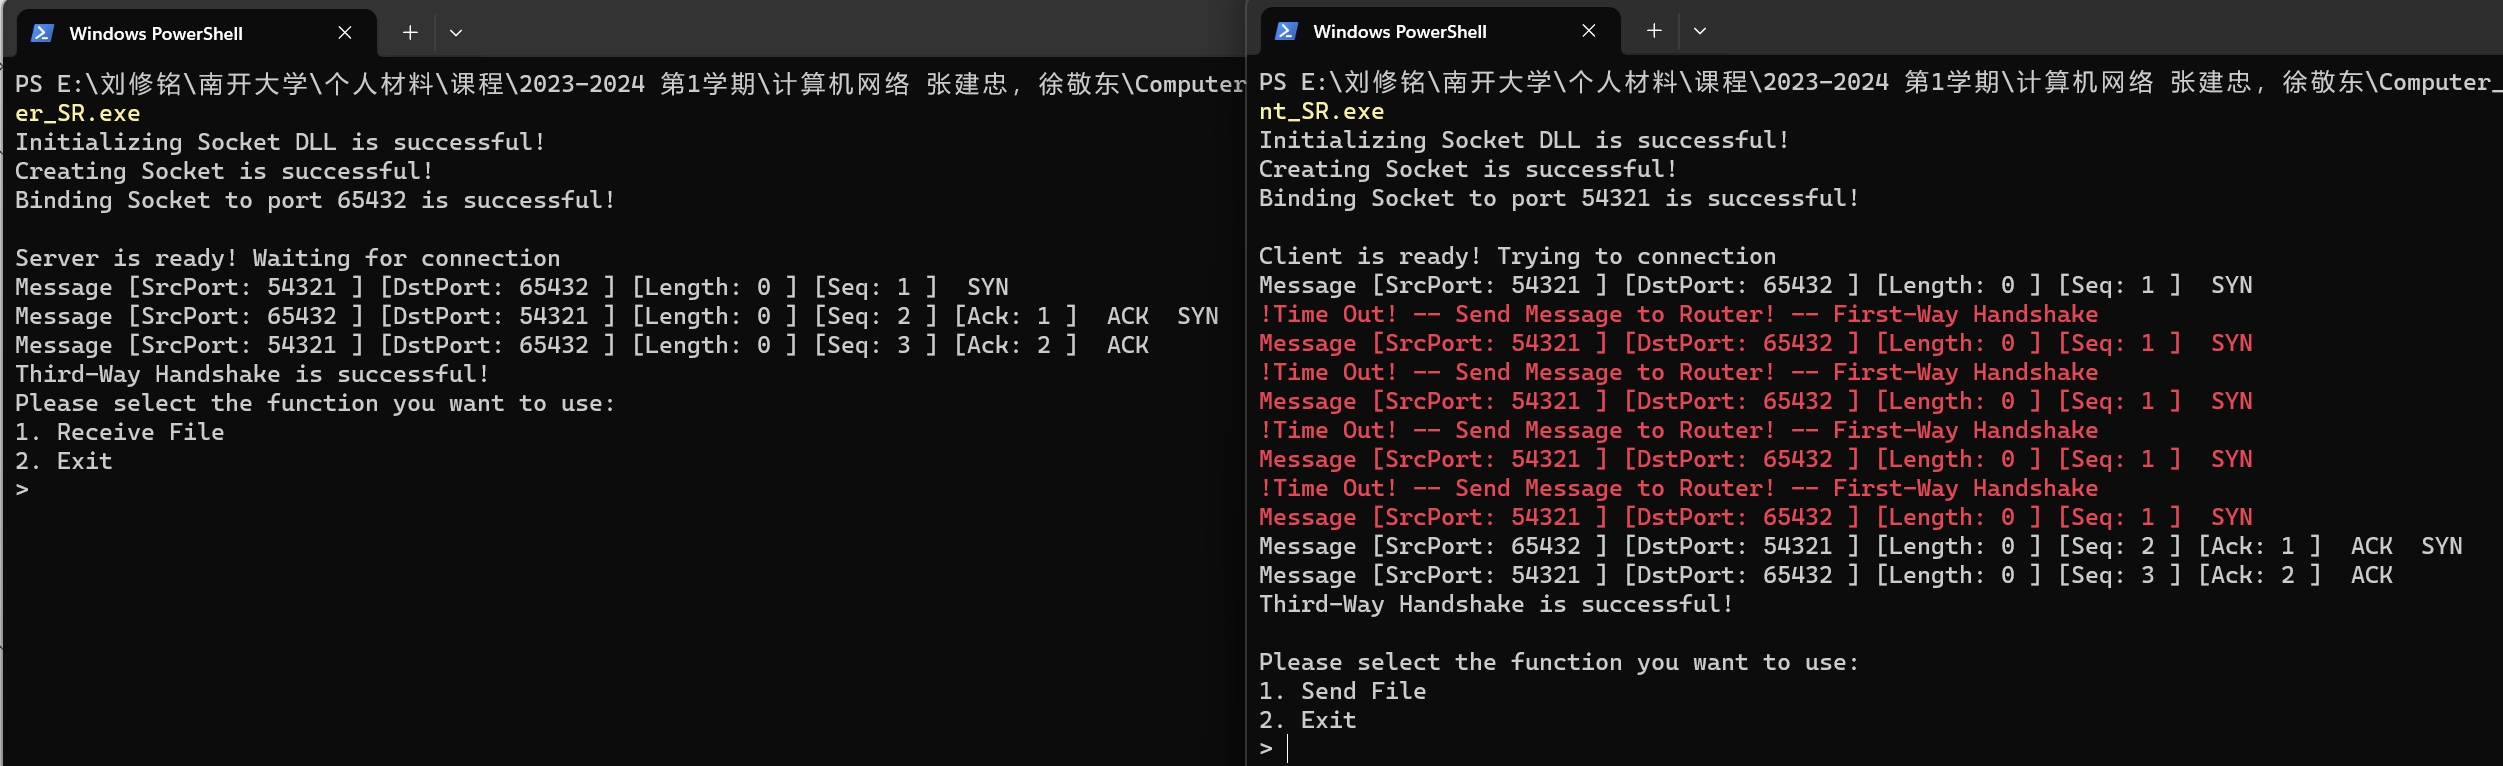 Windows PowerShell
PS E:\刘修铭\南开大学\个人材料\课程\2023-2024 第1学期\计算机网络 张建忠,徐敬东\Computer
er_SR.exe
Initializing Socket DLL is successful!
Creating Socket is successful!
Binding Socket to port 65432 is successful!
Server is ready! Waiting for connection
Message [SrcPort: 54321 ] [DstPort: 65432 ] [Length: 0 ] [Seq: 1 ]  SYN
Message [SrcPort: 65432 ] [DstPort: 54321 ] [Length: 0 ] [Seq: 2 ] [Ack: 1 ]  ACK  SYN
Message [SrcPort: 54321 ] [DstPort: 65432 ] [Length: 0 ] [Seq: 3 ] [Ack: 2 ]  ACK
Third-Way Handshake is successful!
Please select the function you want to use:
1. Receive File
2. Exit
>
Windows PowerShell
PS E:\刘修铭\南开大学\个人材料\课程\2023-2024 第1学期\计算机网络 张建忠,徐敬东\Computer_
nt_SR.exe
Initializing Socket DLL is successful!
Creating Socket is successful!
Binding Socket to port 54321 is successful!
Client is ready! Trying to connection
Message [SrcPort: 54321 ] [DstPort: 65432 ] [Length: 0 ] [Seq: 1 ]  SYN
!Time Out! -- Send Message to Router! -- First-Way Handshake
Message [SrcPort: 54321 ] [DstPort: 65432 ] [Length: 0 ] [Seq: 1 ]  SYN
!Time Out! -- Send Message to Router! -- First-Way Handshake
Message [SrcPort: 54321 ] [DstPort: 65432 ] [Length: 0 ] [Seq: 1 ]  SYN
!Time Out! -- Send Message to Router! -- First-Way Handshake
Message [SrcPort: 54321 ] [DstPort: 65432 ] [Length: 0 ] [Seq: 1 ]  SYN
!Time Out! -- Send Message to Router! -- First-Way Handshake
Message [SrcPort: 54321 ] [DstPort: 65432 ] [Length: 0 ] [Seq: 1 ]  SYN
Message [SrcPort: 65432 ] [DstPort: 54321 ] [Length: 0 ] [Seq: 2 ] [Ack: 1 ]  ACK  SYN
Message [SrcPort: 54321 ] [DstPort: 65432 ] [Length: 0 ] [Seq: 3 ] [Ack: 2 ]  ACK
Third-Way Handshake is successful!
Please select the function you want to use:
1. Send File
2. Exit
>